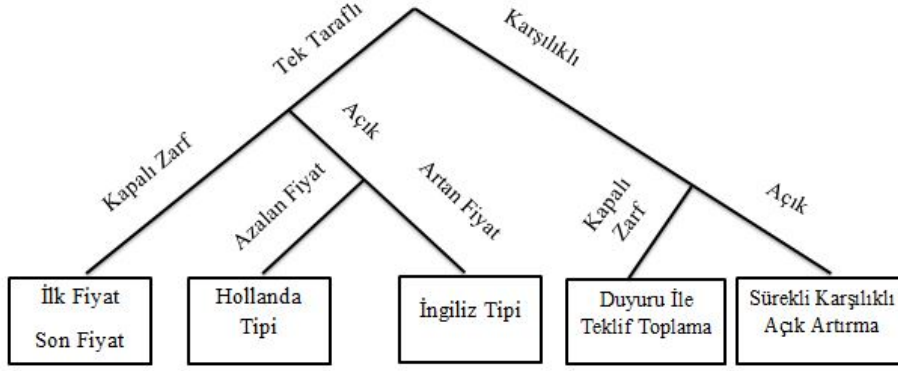 Tek Taraflı
Karşılıklı
Kapalı Zarf
Açık
Azalan Fiyat
Artan Fiyat
Kapalı
Zarf
Açık
İlk Fiyat
Son Fiyat
Hollanda
Tipi
İngiliz Tipi
Duyuru İle
Teklif Toplama
Sürekli Karşılıklı
Açık Artırma